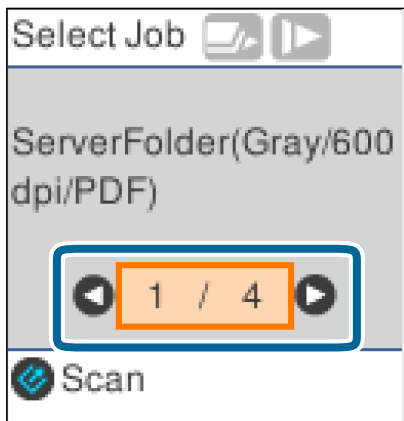 Select Job
ServerFolder(Gray/600
dpi/PDF)
1 / 4
Scan